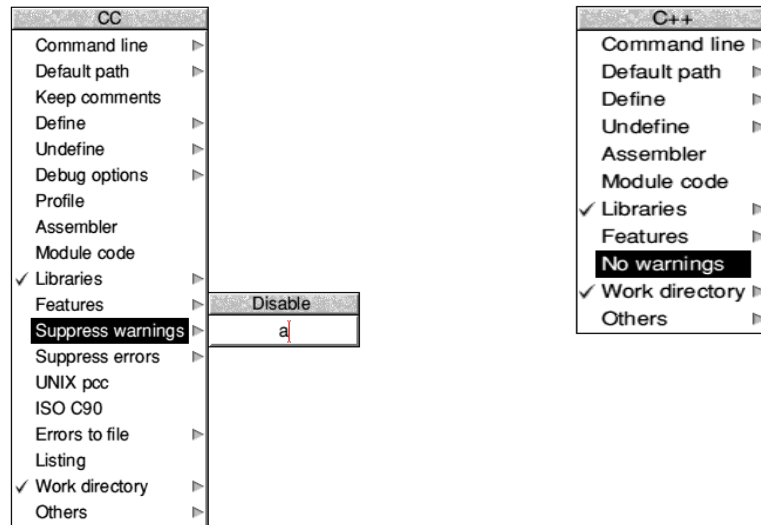 CC
Command line
Default path
Keep comments
Define
Undefine
Debug options
Profile
Assembler
Module code
Libraries
Features
Suppress warnings
Suppress errors
UNIX pcc
ISO C90
Errors to file
Listing
Work directory
Others
Disable
a
C++
Command line
Default path
Define
Undefine
Assembler
Module code
Libraries
Features
No warnings
Work directory
Others